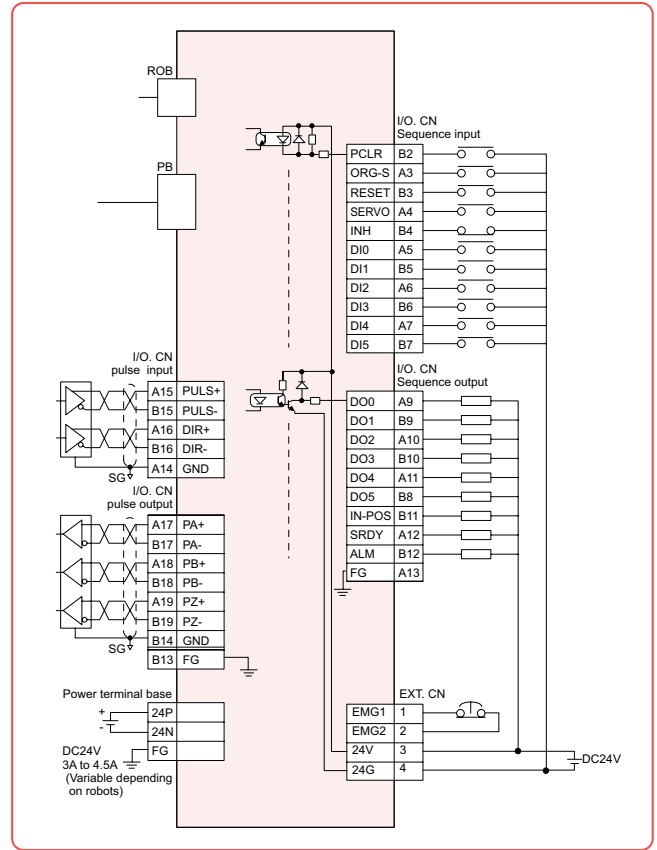 ROB
PB
I/O. CN
Sequence input
PCLR B2
ORG-S A3
RESET B3
SERVO A4
INH B4
DI0 A5
DI1 B5
DI2 A6
DI3 B6
DI4 A7
DI5 B7
I/O. CN
pulse input
A15 PULS+
B15 PULS-
A16 DIR+
B16 DIR-
A14 GND
SG
I/O. CN
Sequence output
DO0 A9
DO1 B9
DO2 A10
DO3 B10
DO4 A11
DO5 B8
IN-POS B11
SRDY A12
ALM B12
FG A13
I/O. CN
pulse output
A17 PA+
B17 PA-
A18 PB+
B18 PB-
A19 PZ+
B19 PZ-
B14 GND
SG
B13 FG
Power terminal base
+ 24P
- 24N
FG
DC24V
3A to 4.5A
(Variable depending
on robots)
EXT. CN
EMG1 1
EMG2 2
24V 3
24G 4
DC24V